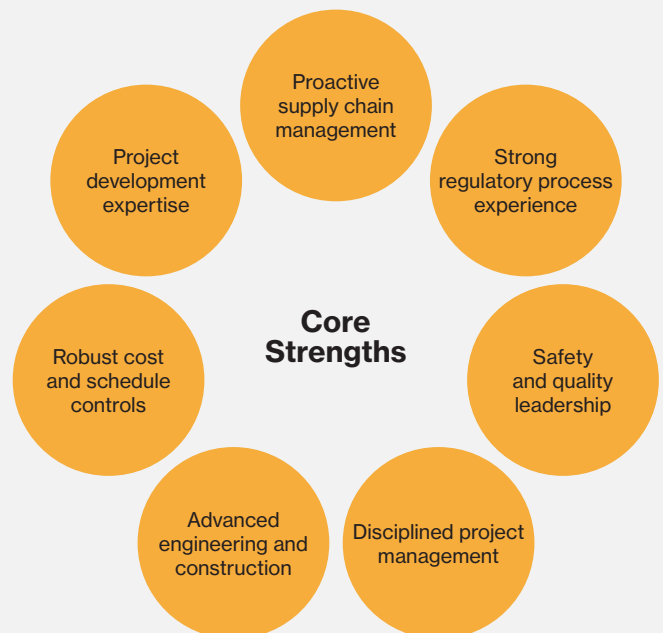 Proactive
supply chain
management
Strong
regulatory process
experience
Safety
and quality
leadership
Disciplined project
management
Advanced
engineering and
construction
Robust cost
and schedule
controls
Project
development
expertise
Core
Strengths